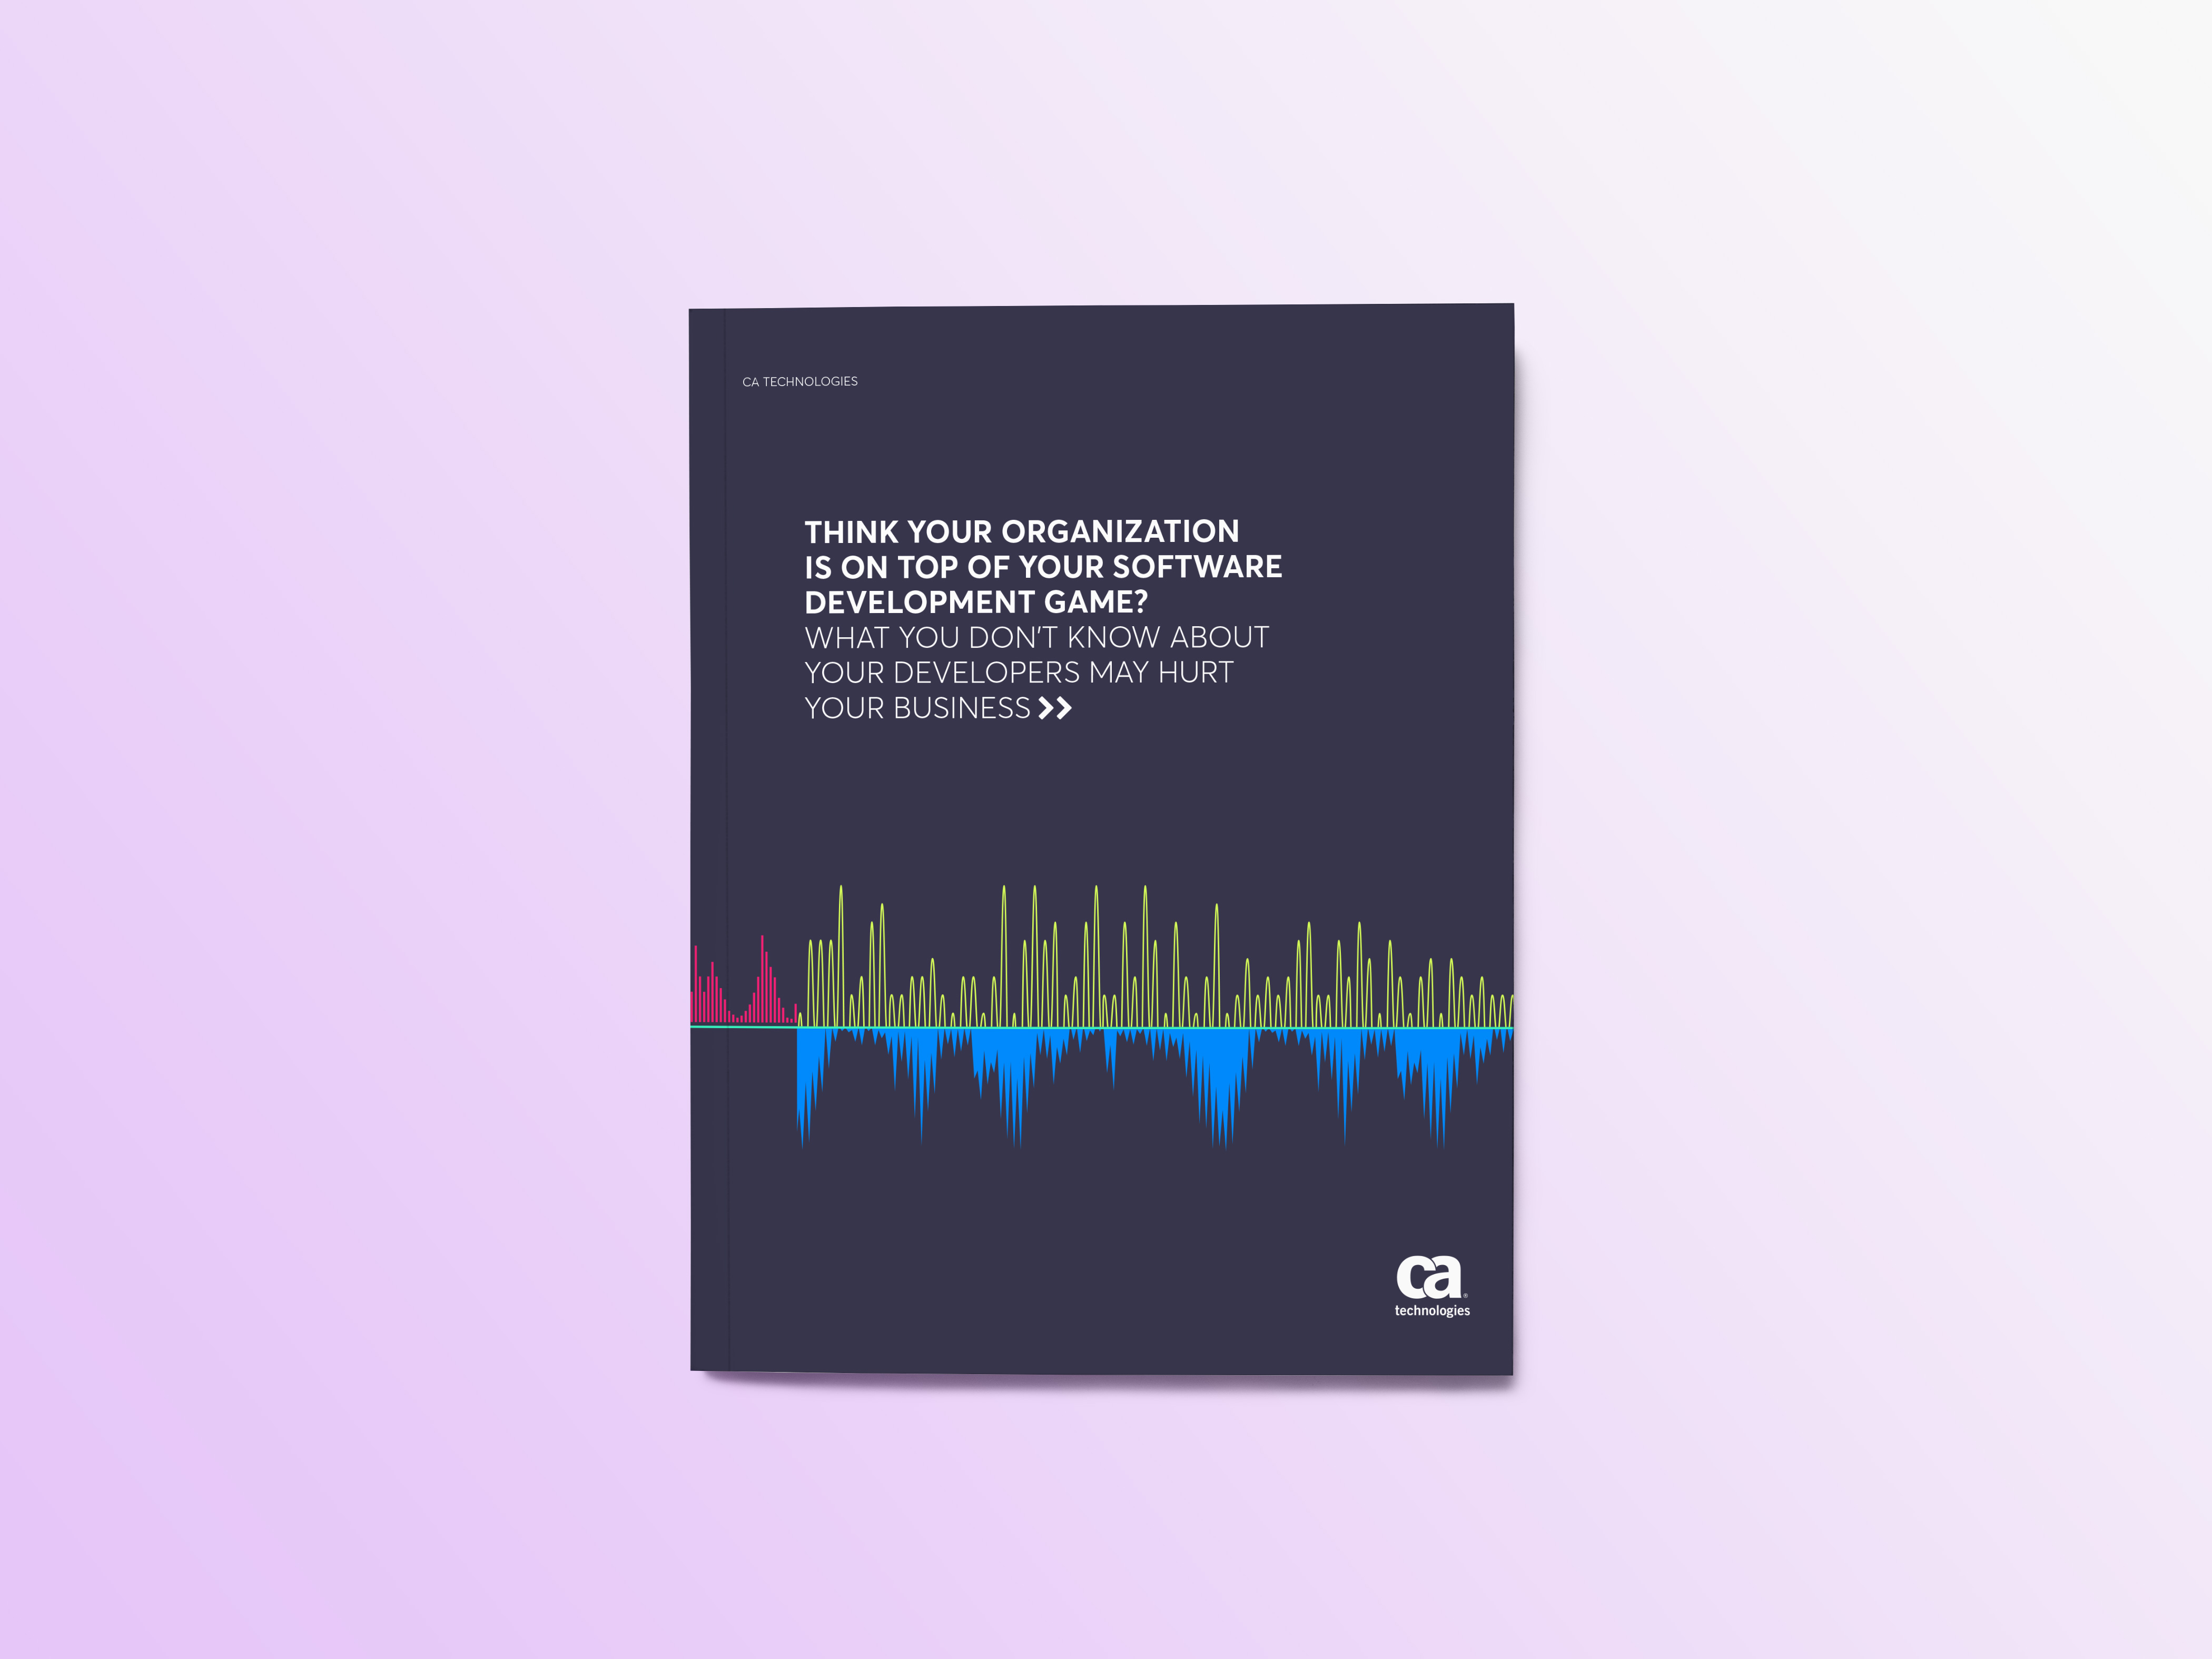 CA TECHNOLOGIES
THINK YOUR ORGANIZATION
IS ON TOP OF YOUR SOFTWARE
DEVELOPMENT GAME?
WHAT YOU DON'T KNOW ABOUT
YOUR DEVELOPERS MAY HURT
YOUR BUSINESS >>
ca®
technologies